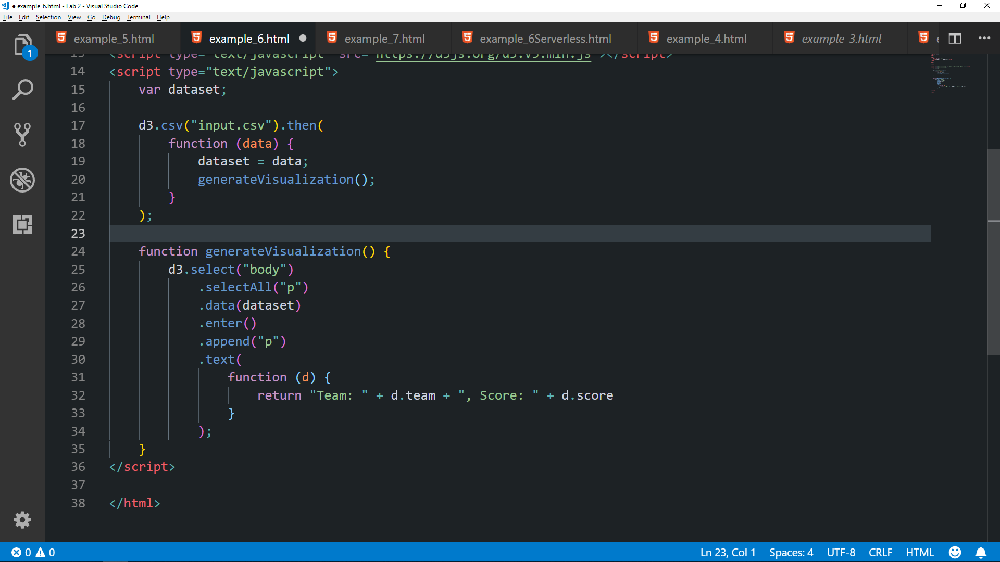 ● example_6.html - Lab 2 - Visual Studio Code
File Edit Selection View Go Debug Terminal Help
example_5.html example_6.html ● example_7.html example_6Serverless.html example_4.html example_3.html
1
13 <script type="text/javascript" src="https://d3js.org/d3.v5.min.js"></script>
14 <script type="text/javascript">
15 var dataset;
16
17 d3.csv("input.csv").then(
18 function (data) {
19 dataset = data;
20 generateVisualization();
21 }
22 );
23
24 function generateVisualization() {
25 d3.select("body")
26 .selectAll("p")
27 .data(dataset)
28 .enter()
29 .append("p")
30 .text(
31 function (d) {
32 return "Team: " + d.team + ", Score: " + d.score
33 }
34 );
35 }
36 </script>
37
38 </html>
0 0 Ln 23, Col 1 Spaces: 4 UTF-8 CRLF HTML